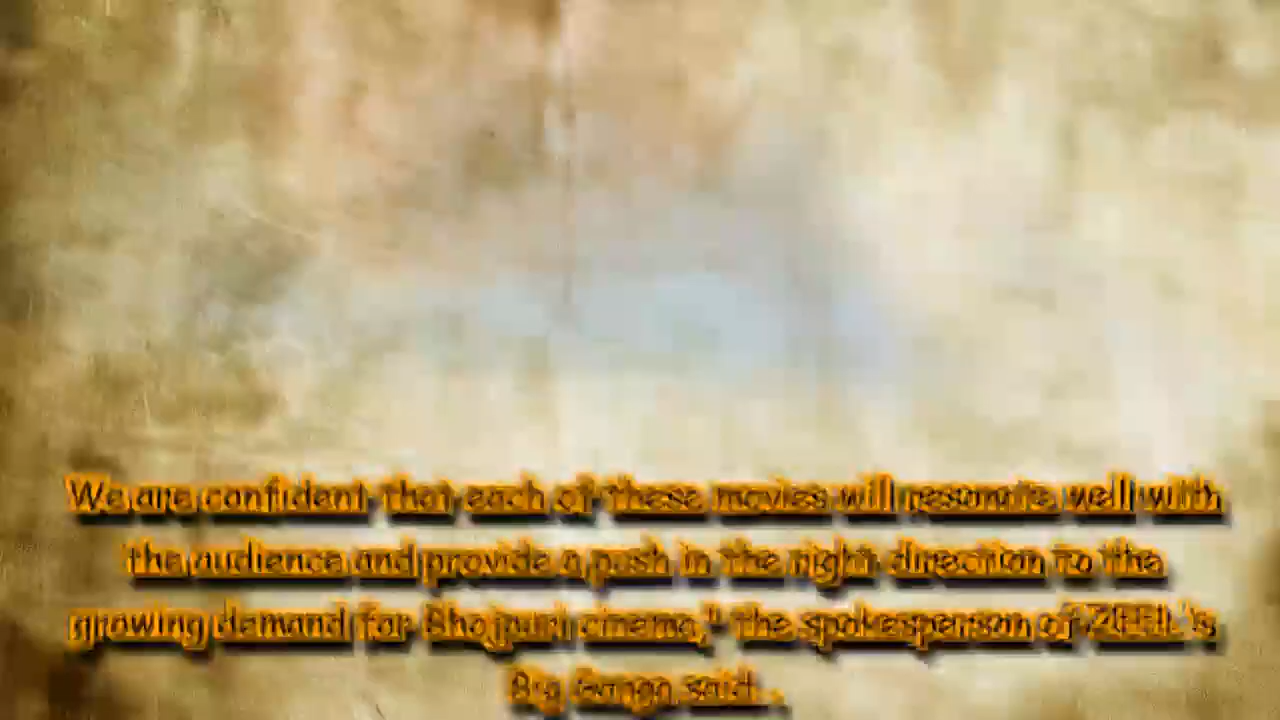 We are confident that each of these movies will resonate well with
the audience and provide a push in the right direction to the
growing demand for Bhojpuri cinema," the spokesperson of ZEEL's
Big Ganga said..